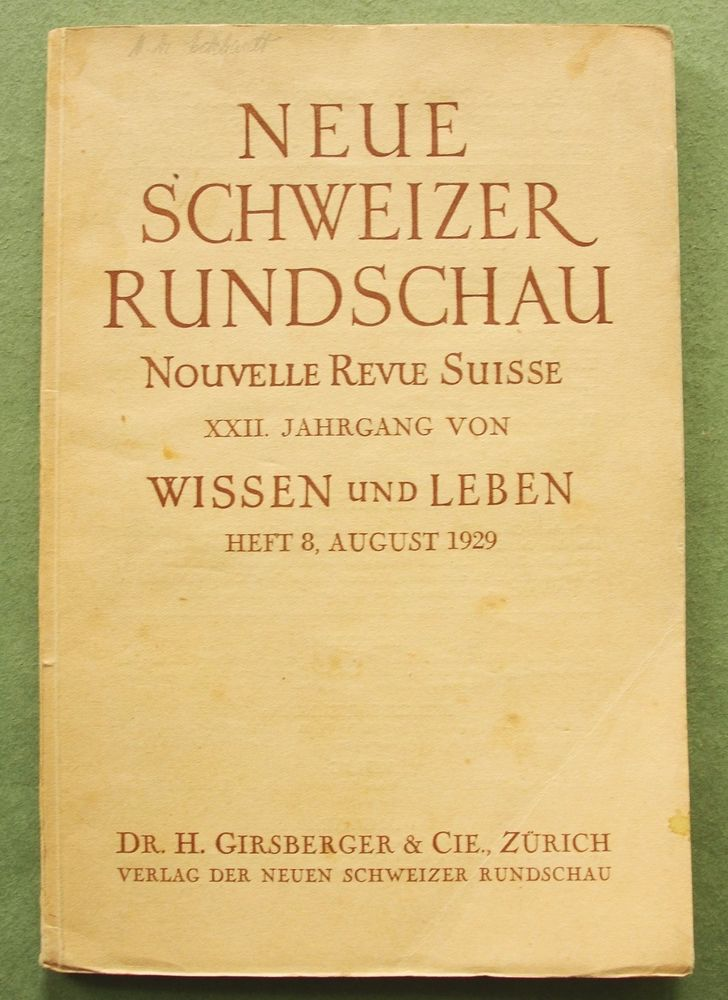 NEUE
SCHWEIZER
RUNDSCHAU
NOUVELLE REVUE SUISSE
XXII. JAHRGANG VON
WISSEN UND LEBEN
HEFT 8, AUGUST 1929
DR. H. GIRSBERGER & CIE., ZÜRICH
VERLAG DER NEUEN SCHWEIZER RUNDSCHAU